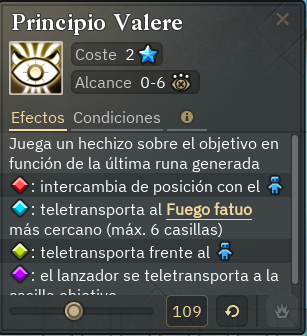 Principio Valere
Coste 2
Alcance 0-6
Efectos Condiciones
Juega un hechizo sobre el objetivo en
función de la última runa generada
: intercambia de posición con el
: teletransporta al Fuego fatuo
más cercano (máx. 6 casillas)
: teletransporta frente al
: el lanzador se teletransporta a la
casilla objetivo
109